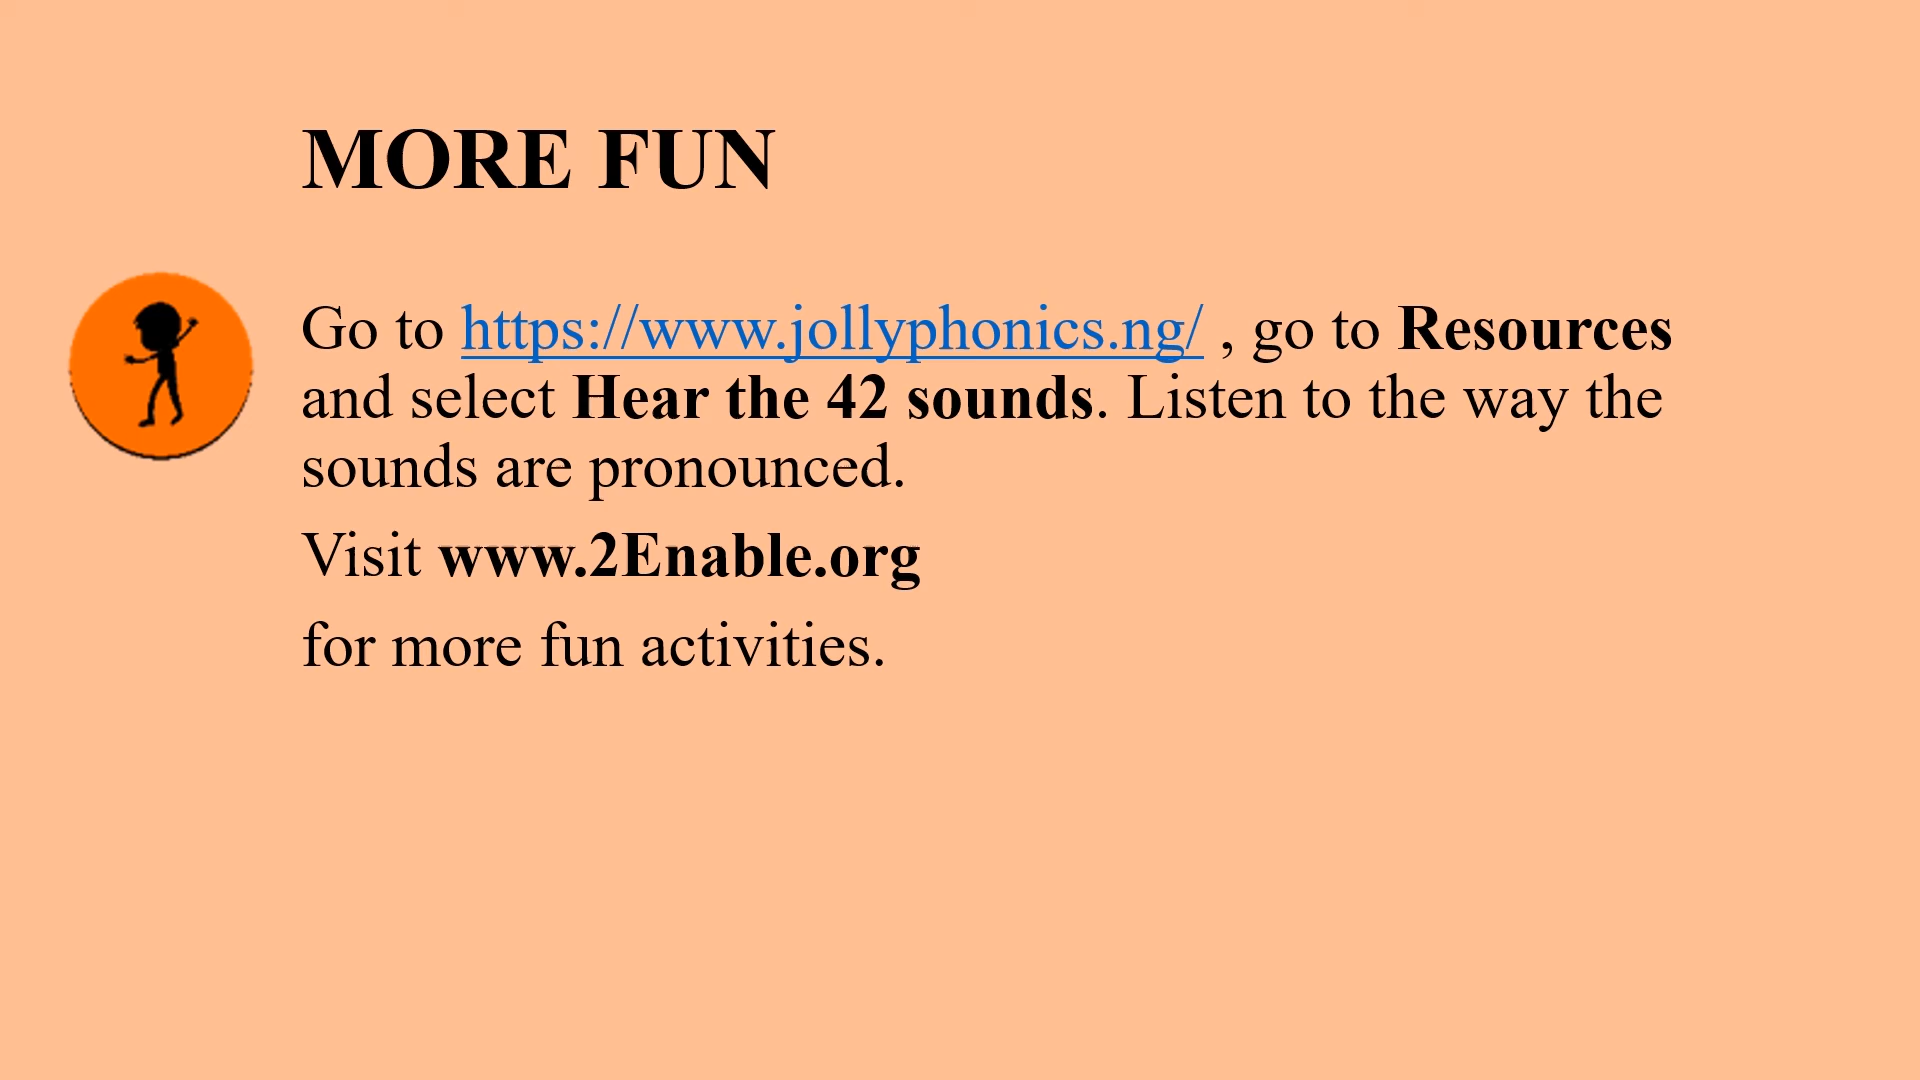 MORE FUN
Go to https://www.jollyphonics.ng/ , go to Resources
and select Hear the 42 sounds. Listen to the way the
sounds are pronounced.
Visit www.2Enable.org
for more fun activities.